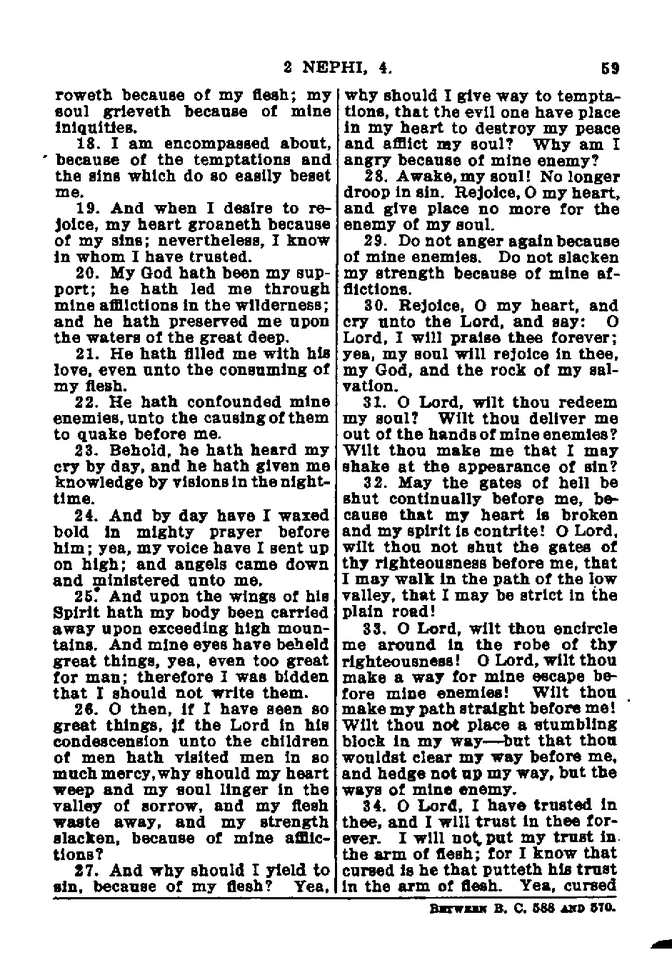 2 NEPHI, 4. 59
roweth because of my flesh; my
soul grieveth because of mine
iniquities.
18. I am encompassed about,
because of the temptations and
the sins which do so easily beset
me.
19. And when I desire to re-
joice, my heart groaneth because
of my sins; nevertheless, I know
in whom I have trusted.
20. My God hath been my sup-
port; he hath led me through
mine afflictions in the wilderness;
and he hath preserved me upon
the waters of the great deep.
21. He hath filled me with his
love, even unto the consuming of
my flesh.
22. He hath confounded mine
enemies, unto the causing of them
to quake before me.
23. Behold, he hath heard my
cry by day, and he hath given me
knowledge by visions in the night-
time.
24. And by day have I waxed
bold in mighty prayer before
him; yea, my voice have I sent up
on high; and angels came down
and ministered unto me.
25. And upon the wings of his
Spirit hath my body been carried
away upon exceeding high moun-
tains. And mine eyes have beheld
great things, yea, even too great
for man; therefore I was bidden
that I should not write them.
26. O then, if I have seen so
great things, if the Lord in his
condescension unto the children
of men hath visited men in so
much mercy, why should my heart
weep and my soul linger in the
valley of sorrow, and my flesh
waste away, and my strength
slacken, because of mine afflic-
tions?
27. And why should I yield to
sin, because of my flesh? Yea,
why should I give way to tempta-
tions, that the evil one have place
in my heart to destroy my peace
and afflict my soul? Why am I
angry because of mine enemy?
28. Awake, my soul! No longer
droop in sin. Rejoice, O my heart,
and give place no more for the
enemy of my soul.
29. Do not anger again because
of mine enemies. Do not slacken
my strength because of mine af-
flictions.
30. Rejoice, O my heart, and
cry unto the Lord, and say: O
Lord, I will praise thee forever;
yea, my soul will rejoice in thee,
my God, and the rock of my sal-
vation.
31. O Lord, wilt thou redeem
my soul? Wilt thou deliver me
out of the hands of mine enemies?
Wilt thou make me that I may
shake at the appearance of sin?
32. May the gates of hell be
shut continually before me, be-
cause that my heart is broken
and my spirit is contrite! O Lord,
wilt thou not shut the gates of
thy righteousness before me, that
I may walk in the path of the low
valley, that I may be strict in the
plain road!
33. O Lord, wilt thou encircle
me around in the robe of thy
righteousness! O Lord, wilt thou
make a way for mine escape be-
fore mine enemies! Wilt thou
make my path straight before me!
Wilt thou not place a stumbling
block in my way—but that thou
wouldst clear my way before me,
and hedge not up my way, but the
ways of mine enemy.
34. O Lord, I have trusted in
thee, and I will trust in thee for-
ever. I will not put my trust in
the arm of flesh; for I know that
cursed is he that putteth his trust
in the arm of flesh. Yea, cursed
BETWEEN B. C. 588 AND 570.